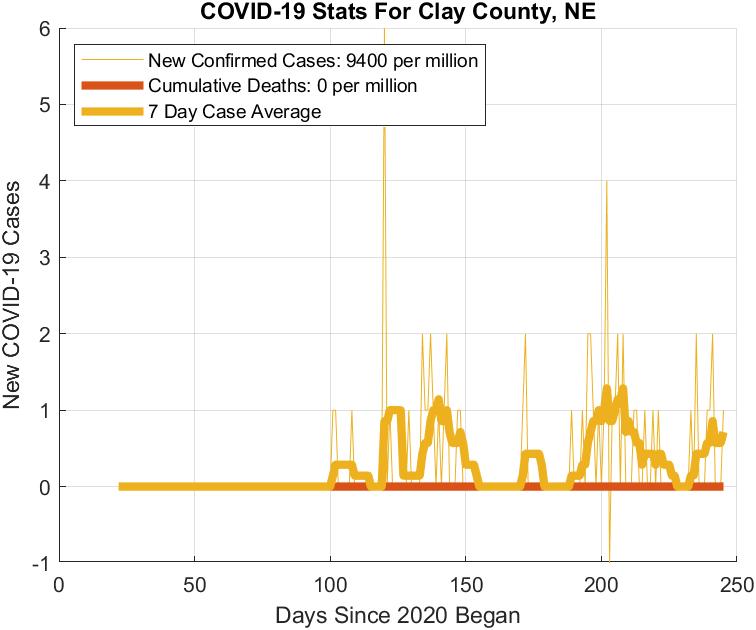 COVID-19 Stats For Clay County, NE
New Confirmed Cases: 9400 per million
Cumulative Deaths: 0 per million
7 Day Case Average
New COVID-19 Cases
6
5
4
3
2
1
0
-1
0 50 100 150 200 250
Days Since 2020 Began